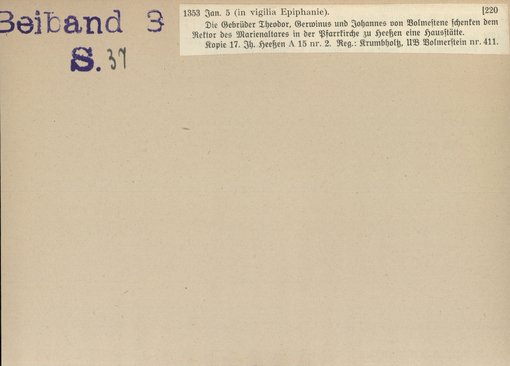 Beiband 3
S. 37
1353 Jan. 5 (in vigilia Epiphanie). [220
Die Gebrüder Theodor, Gerwinus und Johannes von Volmestene schenken dem
Rektor des Marienaltares in der Pfarrkirche zu Heeßen eine Hausstätte.
Kopie 17. Jh. Heeßen A 15 nr. 2. Reg.: Krumbholtz, UB Volmerstein nr. 411.